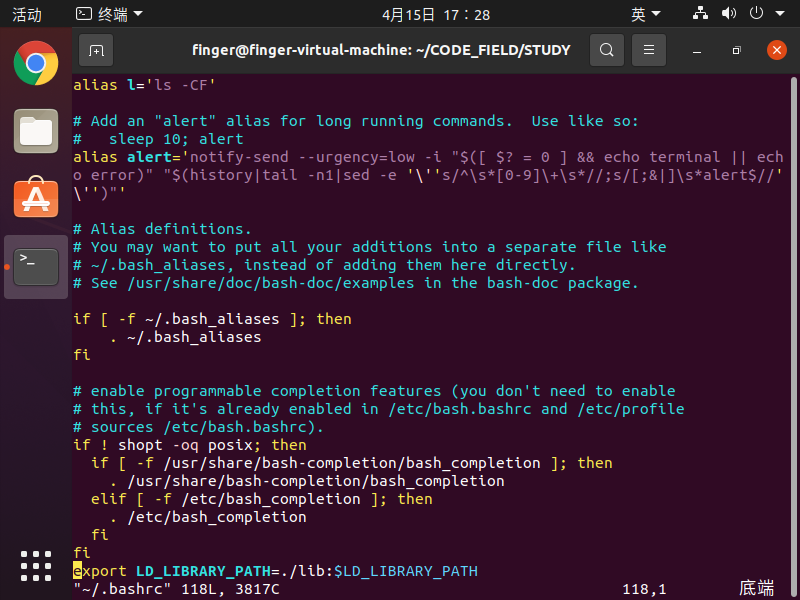 活动
终端
4月15日 17：28
英
finger@finger-virtual-machine: ~/CODE_FIELD/STUDY
alias l='ls -CF'
# Add an "alert" alias for long running commands.  Use like so:
#   sleep 10; alert
alias alert='notify-send --urgency=low -i "$([ $? = 0 ] && echo terminal || ech
o error)" "$(history|tail -n1|sed -e '\''s/^\s*[0-9]\+\s*//;s/[;&|]\s*alert$//'
\'')"'
# Alias definitions.
# You may want to put all your additions into a separate file like
# ~/.bash_aliases, instead of adding them here directly.
# See /usr/share/doc/bash-doc/examples in the bash-doc package.
if [ -f ~/.bash_aliases ]; then
    . ~/.bash_aliases
fi
# enable programmable completion features (you don't need to enable
# this, if it's already enabled in /etc/bash.bashrc and /etc/profile
# sources /etc/bash.bashrc).
if ! shopt -oq posix; then
  if [ -f /usr/share/bash-completion/bash_completion ]; then
    . /usr/share/bash-completion/bash_completion
  elif [ -f /etc/bash_completion ]; then
    . /etc/bash_completion
  fi
fi
export LD_LIBRARY_PATH=./lib:$LD_LIBRARY_PATH
"~/.bashrc" 118L, 3817C 118,1 底端